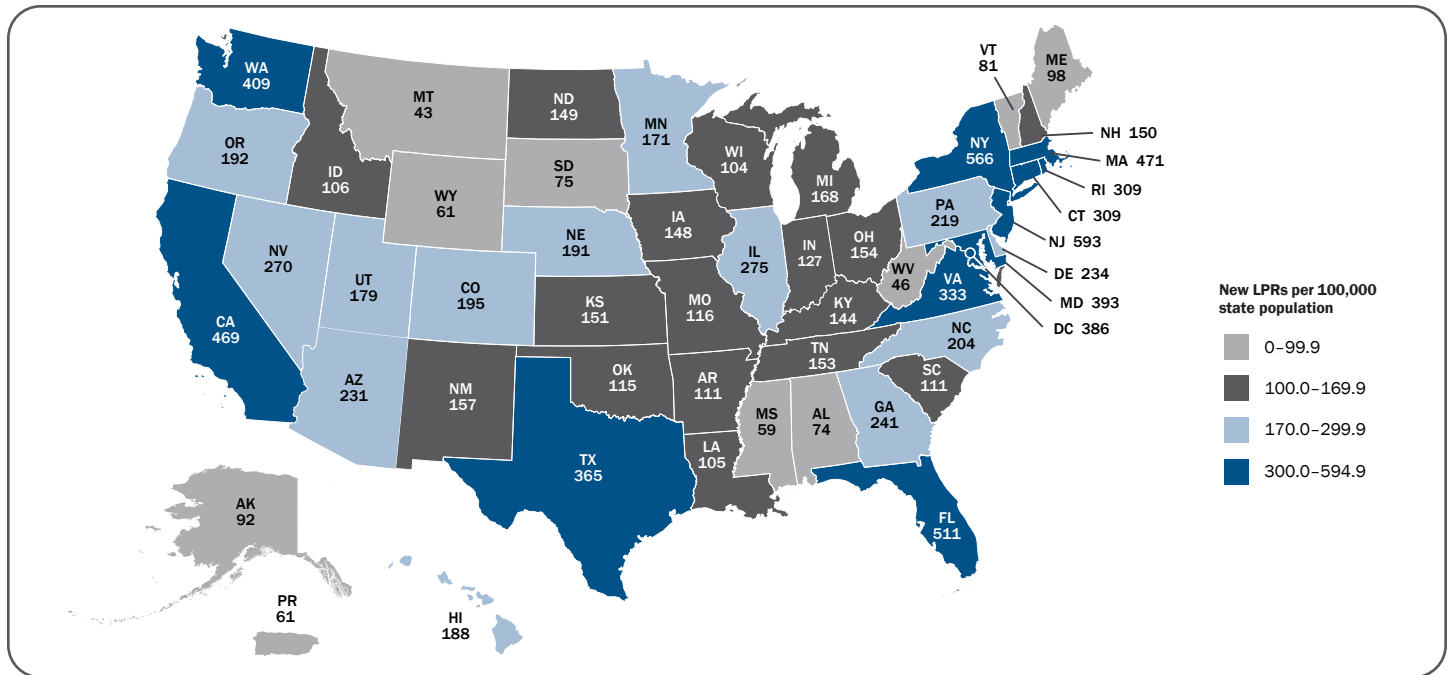 VT
81
ME
98
WA
409
MT
43
ND
149
MN
171
OR
192
ID
106
WI
104
NY
566
NH 150
MA 471
SD
75
MI
168
RI 309
WY
61
PA
219
CT 309
IA
148
NE
191
NJ 593
NV
270
IL
275
IN
127
OH
154
UT
179
CO
195
WV
46
DE 234
VA
333
MD 393
DC 386
CA
469
KS
151
MO
116
KY
144
NC
204
TN
153
AZ
231
NM
157
OK
115
AR
111
SC
111
MS
59
AL
74
GA
241
TX
365
LA
105
FL
511
AK
92
PR
61
HI
188
New LPRs per 100,000
state population
0–99.9
100.0–169.9
170.0–299.9
300.0–594.9